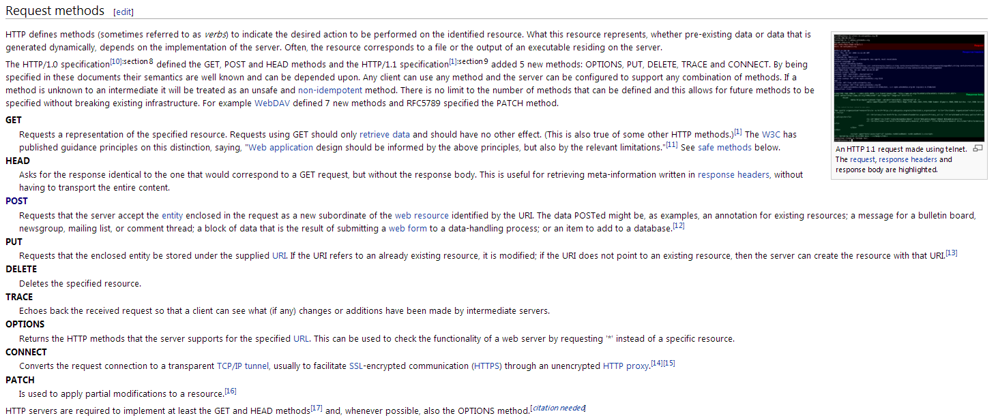 Request methods [edit]
HTTP defines methods (sometimes referred to as verbs) to indicate the desired action to be performed on the identified resource. What this resource represents, whether pre-existing data or data that is
generated dynamically, depends on the implementation of the server. Often, the resource corresponds to a file or the output of an executable residing on the server.
The HTTP/1.0 specification[10]:section 8 defined the GET, POST and HEAD methods and the HTTP/1.1 specification[1]:section 9 added 5 new methods: OPTIONS, PUT, DELETE, TRACE and CONNECT. By being
specified in these documents their semantics are well known and can be depended upon. Any client can use any method and the server can be configured to support any combination of methods. If a
method is unknown to an intermediate it will be treated as an unsafe and non-idempotent method. There is no limit to the number of methods that can be defined and this allows for future methods to be
specified without breaking existing infrastructure. For example WebDAV defined 7 new methods and RFC5789 specified the PATCH method.
GET
Requests a representation of the specified resource. Requests using GET should only retrieve data and should have no other effect. (This is also true of some other HTTP methods.)[1] The W3C has
published guidance principles on this distinction, saying, "Web application design should be informed by the above principles, but also by the relevant limitations."[11] See safe methods below.
An HTTP 1.1 request made using telnet.
The request, response headers and
response body are highlighted.
HEAD
Asks for the response identical to the one that would correspond to a GET request, but without the response body. This is useful for retrieving meta-information written in response headers, without
having to transport the entire content.
POST
Requests that the server accept the entity enclosed in the request as a new subordinate of the web resource identified by the URI. The data POSTed might be, as examples, an annotation for existing resources; a message for a bulletin board,
newsgroup, mailing list, or comment thread; a block of data that is the result of submitting a web form to a data-handling process; or an item to add to a database.[12]
PUT
Requests that the enclosed entity be stored under the supplied URI. If the URI refers to an already existing resource, it is modified; if the URI does not point to an existing resource, then the server can create the resource with that URI.[13]
DELETE
Deletes the specified resource.
TRACE
Echoes back the received request so that a client can see what (if any) changes or additions have been made by intermediate servers.
OPTIONS
Returns the HTTP methods that the server supports for the specified URL. This can be used to check the functionality of a web server by requesting '*' instead of a specific resource.
CONNECT
Converts the request connection to a transparent TCP/IP tunnel, usually to facilitate SSL-encrypted communication (HTTPS) through an unencrypted HTTP proxy.[14][15]
PATCH
Is used to apply partial modifications to a resource.[16]
HTTP servers are required to implement at least the GET and HEAD methods[17] and, whenever possible, also the OPTIONS method.[citation needed]